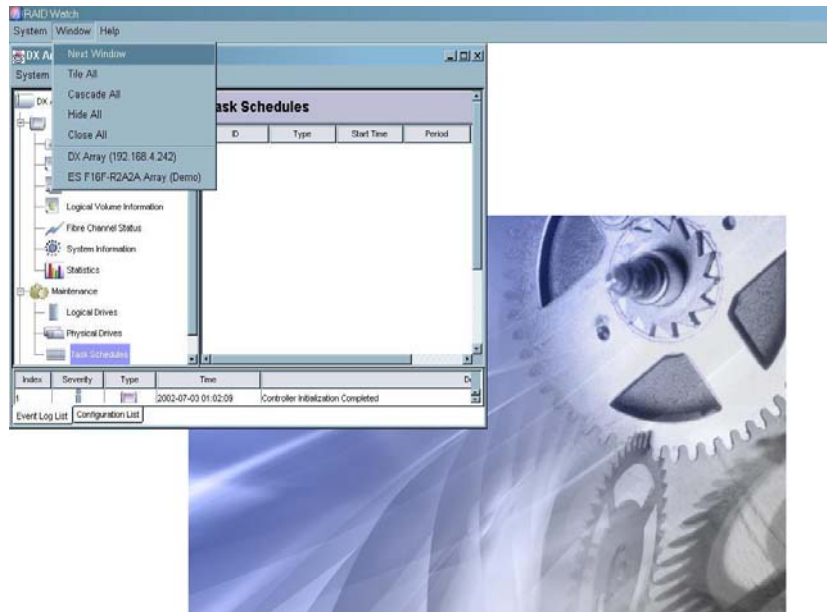 RAID Watch
System Window Help
DX A
System
Next Window
Tile All
Cascade All
Hide All
Close All
DX Array (192.168.4.242)
ES F16F-R2A2A Array (Demo)
DX
ask Schedules
ID Type Start Time Period
Logical Volume Information
Fibre Channel Status
System Information
Statistics
Maintenance
Logical Drives
Physical Drives
Task Schedules
Index Severity Type Time D
1 2002-07-03 01:02:09 Controller Initialization Completed
Event Log List Configuration List